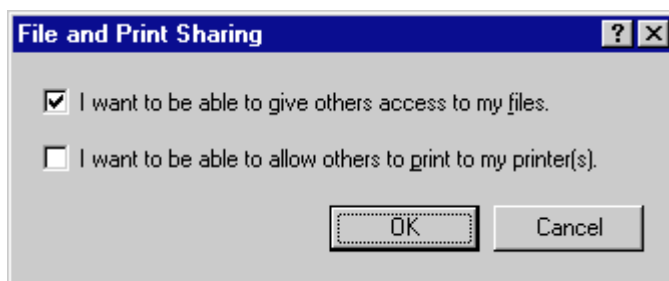 File and Print Sharing
I want to be able to give others access to my files.
I want to be able to allow others to print to my printer(s).
OK Cancel